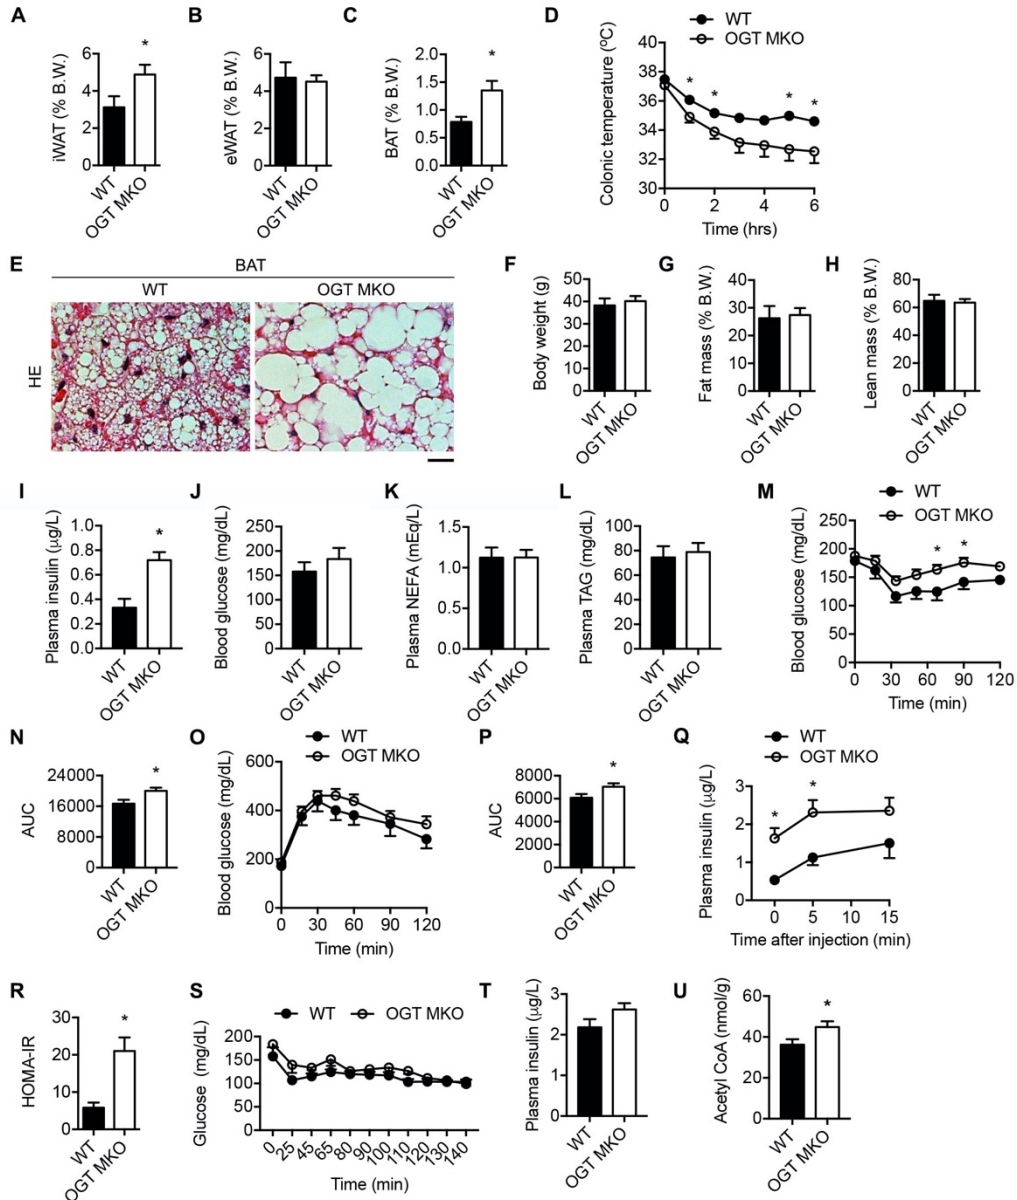 A
iWAT (% B.W.)
6
4
2
0
*
WT
OGT MKO
B
eWAT (% B.W.)
6
4
2
0
WT
OGT MKO
C
BAT (% B.W.)
2.0
1.5
1.0
0.5
0.0
*
WT
OGT MKO
D
WT
OGT MKO
Colonic temperature (ºC)
40
38
36
34
32
30
* * * *
0 2 4 6
Time (hrs)
E
BAT
WT OGT MKO
HE
F
Body weight (g)
50
40
30
20
10
0
WT
OGT MKO
G
Fat mass (% B.W.)
40
30
20
10
0
WT
OGT MKO
H
Lean mass (% B.W.)
80
60
40
20
0
WT
OGT MKO
I
Plasma insulin (µg/L)
1.0
0.8
0.6
0.4
0.2
0.0
*
WT
OGT MKO
J
Blood glucose (mg/dL)
250
200
150
100
50
0
WT
OGT MKO
K
Plasma NEFA (mEq/L)
1.5
1.0
0.5
0.0
WT
OGT MKO
L
Plasma TAG (mg/dL)
100
80
60
40
20
0
WT
OGT MKO
M
WT
OGT MKO
Blood glucose (mg/dL)
250
200
150
100
50
0
* *
0 30 60 90 120
Time (min)
N
AUC
24000
16000
8000
0
*
WT
OGT MKO
O
WT
OGT MKO
Blood glucose (mg/dL)
600
400
200
0
0 30 60 90 120
Time (min)
P
AUC
8000
6000
4000
2000
0
*
WT
OGT MKO
Q
WT
OGT MKO
Plasma insulin (µg/L)
3
2
1
0
* *
0 5 10 15
Time after injection (min)
R
HOMA-IR
30
20
10
0
*
WT
OGT MKO
S
WT OGT MKO
Glucose (mg/dL)
200
150
100
50
0
0 25 45 65 80 90 100 110 120 130 140
Time (min)
T
Plasma insulin (µg/L)
3
2
1
0
WT
OGT MKO
U
Acetyl CoA (nmol/g)
60
40
20
0
*
WT
OGT MKO